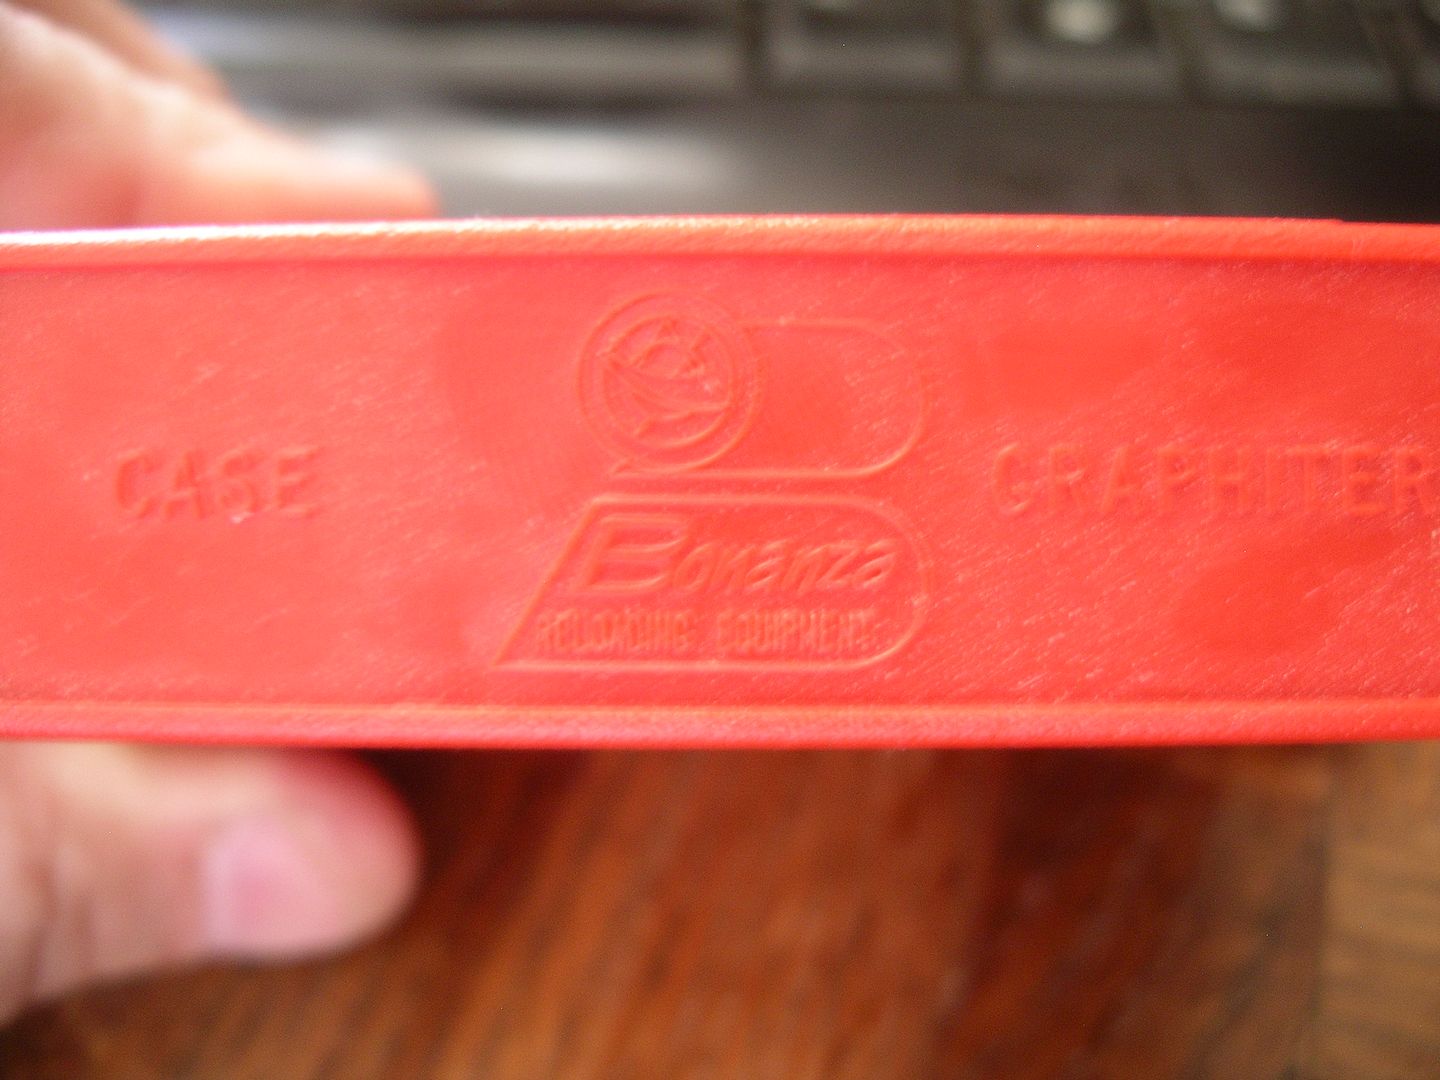 CASE
GRAPHITER
Bonanza
RELOADING EQUIPMENT